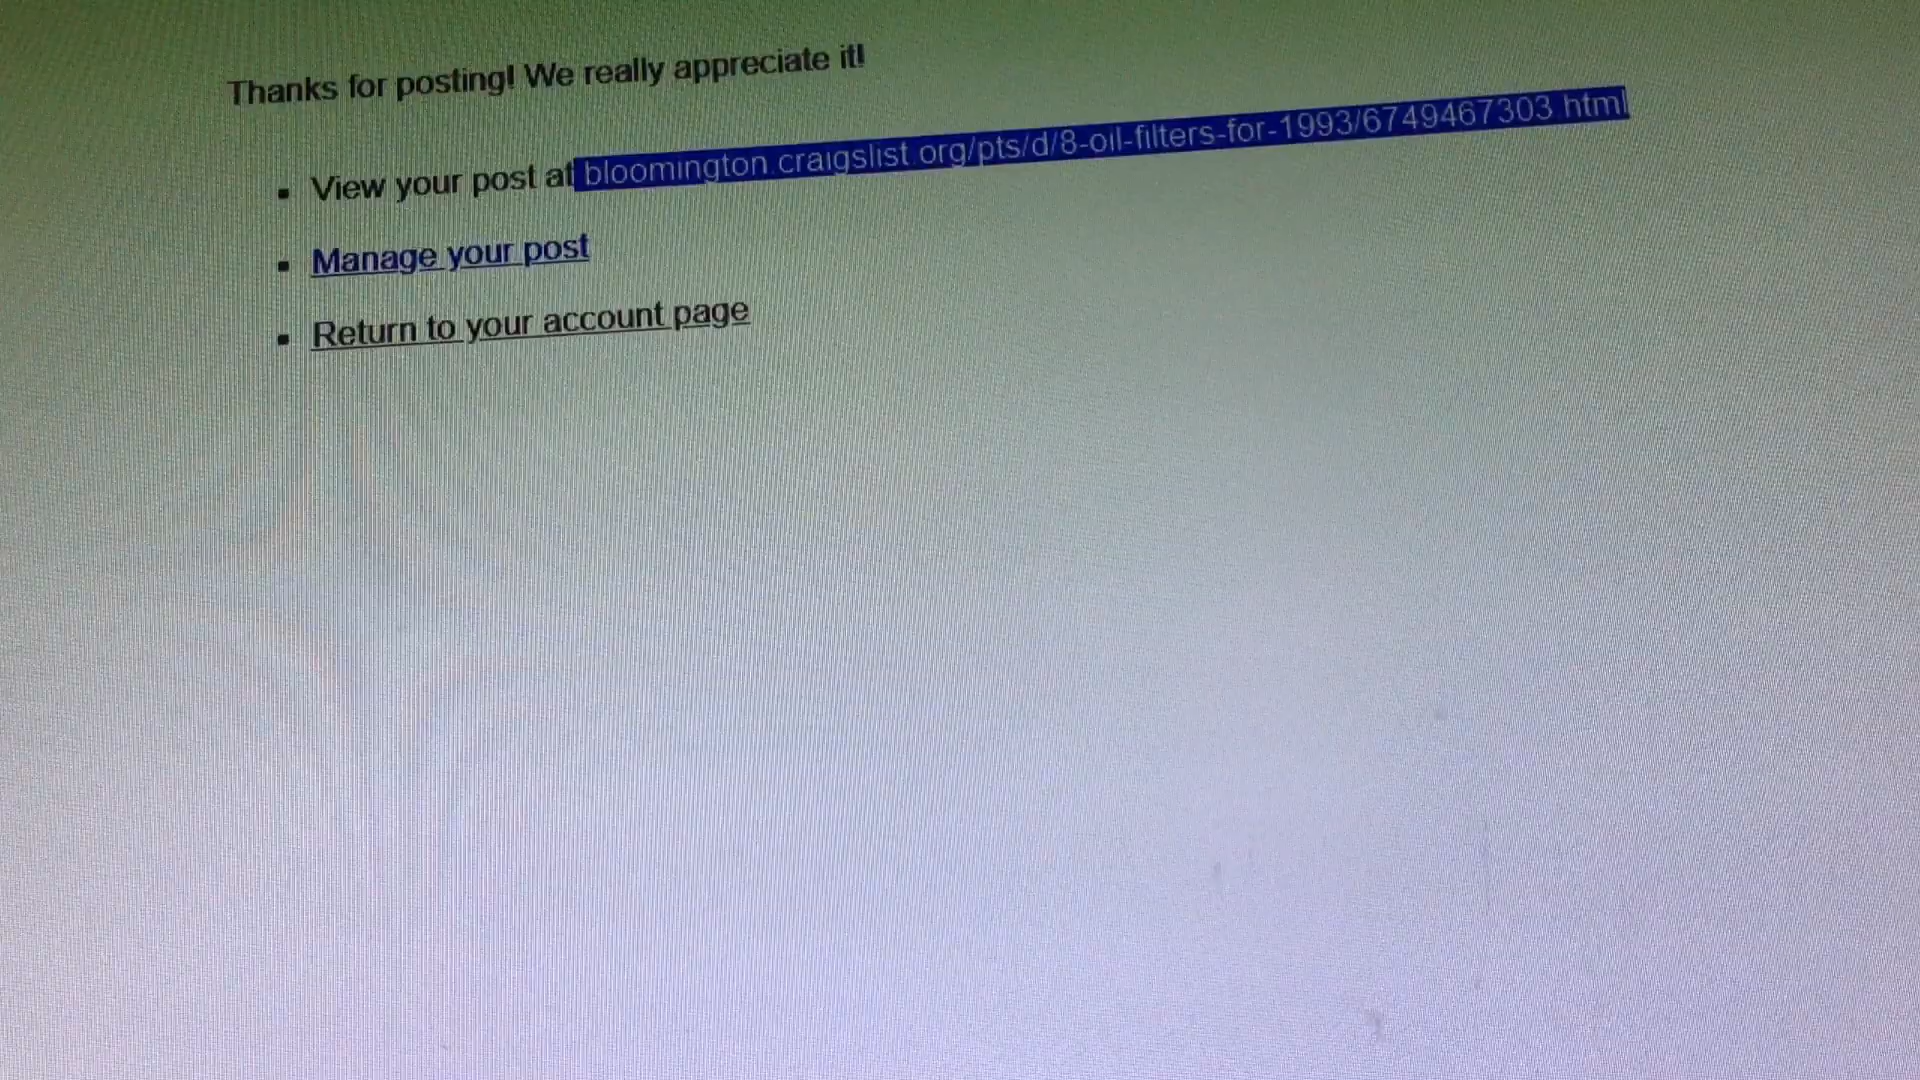 Thanks for posting! We really appreciate it!
View your post at bloomington.craigslist.org/pts/d/8-oil-filters-for-1993/6749467303.html
Manage your post
Return to your account page